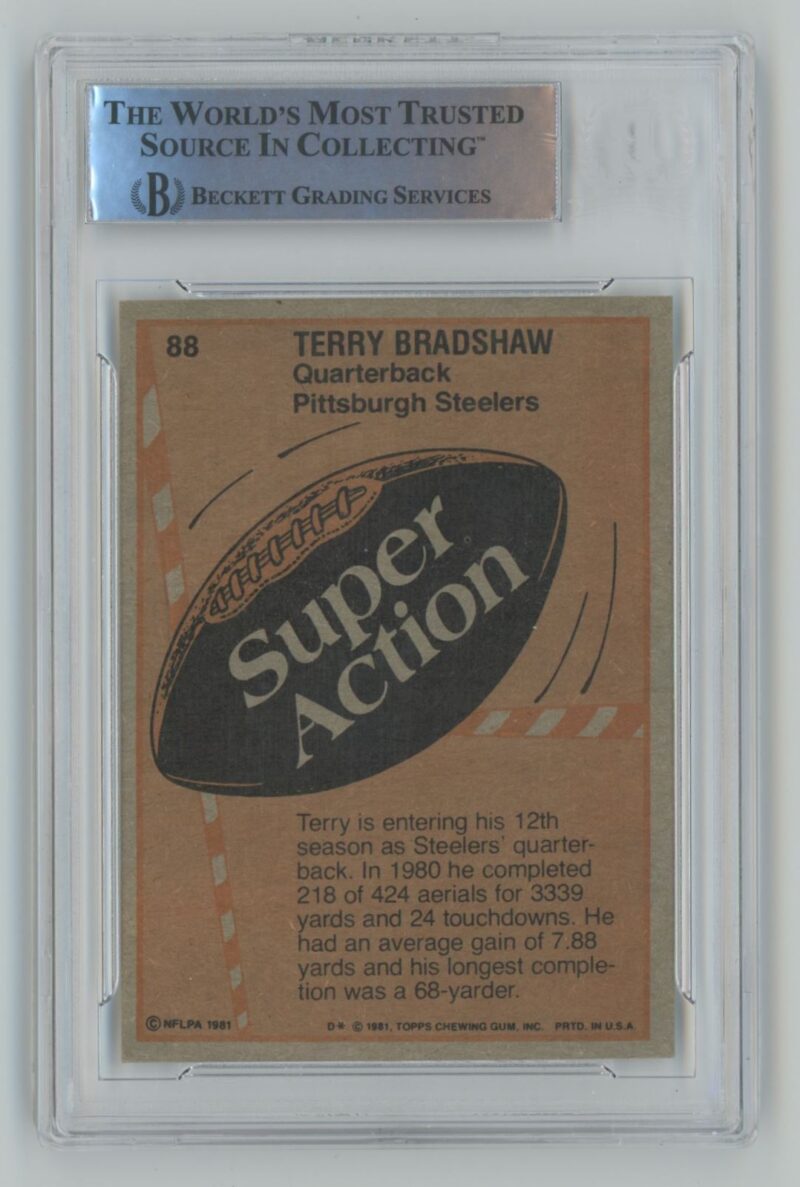 THE WORLD'S MOST TRUSTED
SOURCE IN COLLECTING™
B BECKETT GRADING SERVICES
88
TERRY BRADSHAW
Quarterback
Pittsburgh Steelers
Super
Action
Terry is entering his 12th
season as Steelers' quarter-
back. In 1980 he completed
218 of 424 aerials for 3339
yards and 24 touchdowns. He
had an average gain of 7.88
yards and his longest comple-
tion was a 68-yarder.
© NFLPA 1981
D* © 1981, TOPPS CHEWING GUM, INC. PRTD. IN U.S.A.